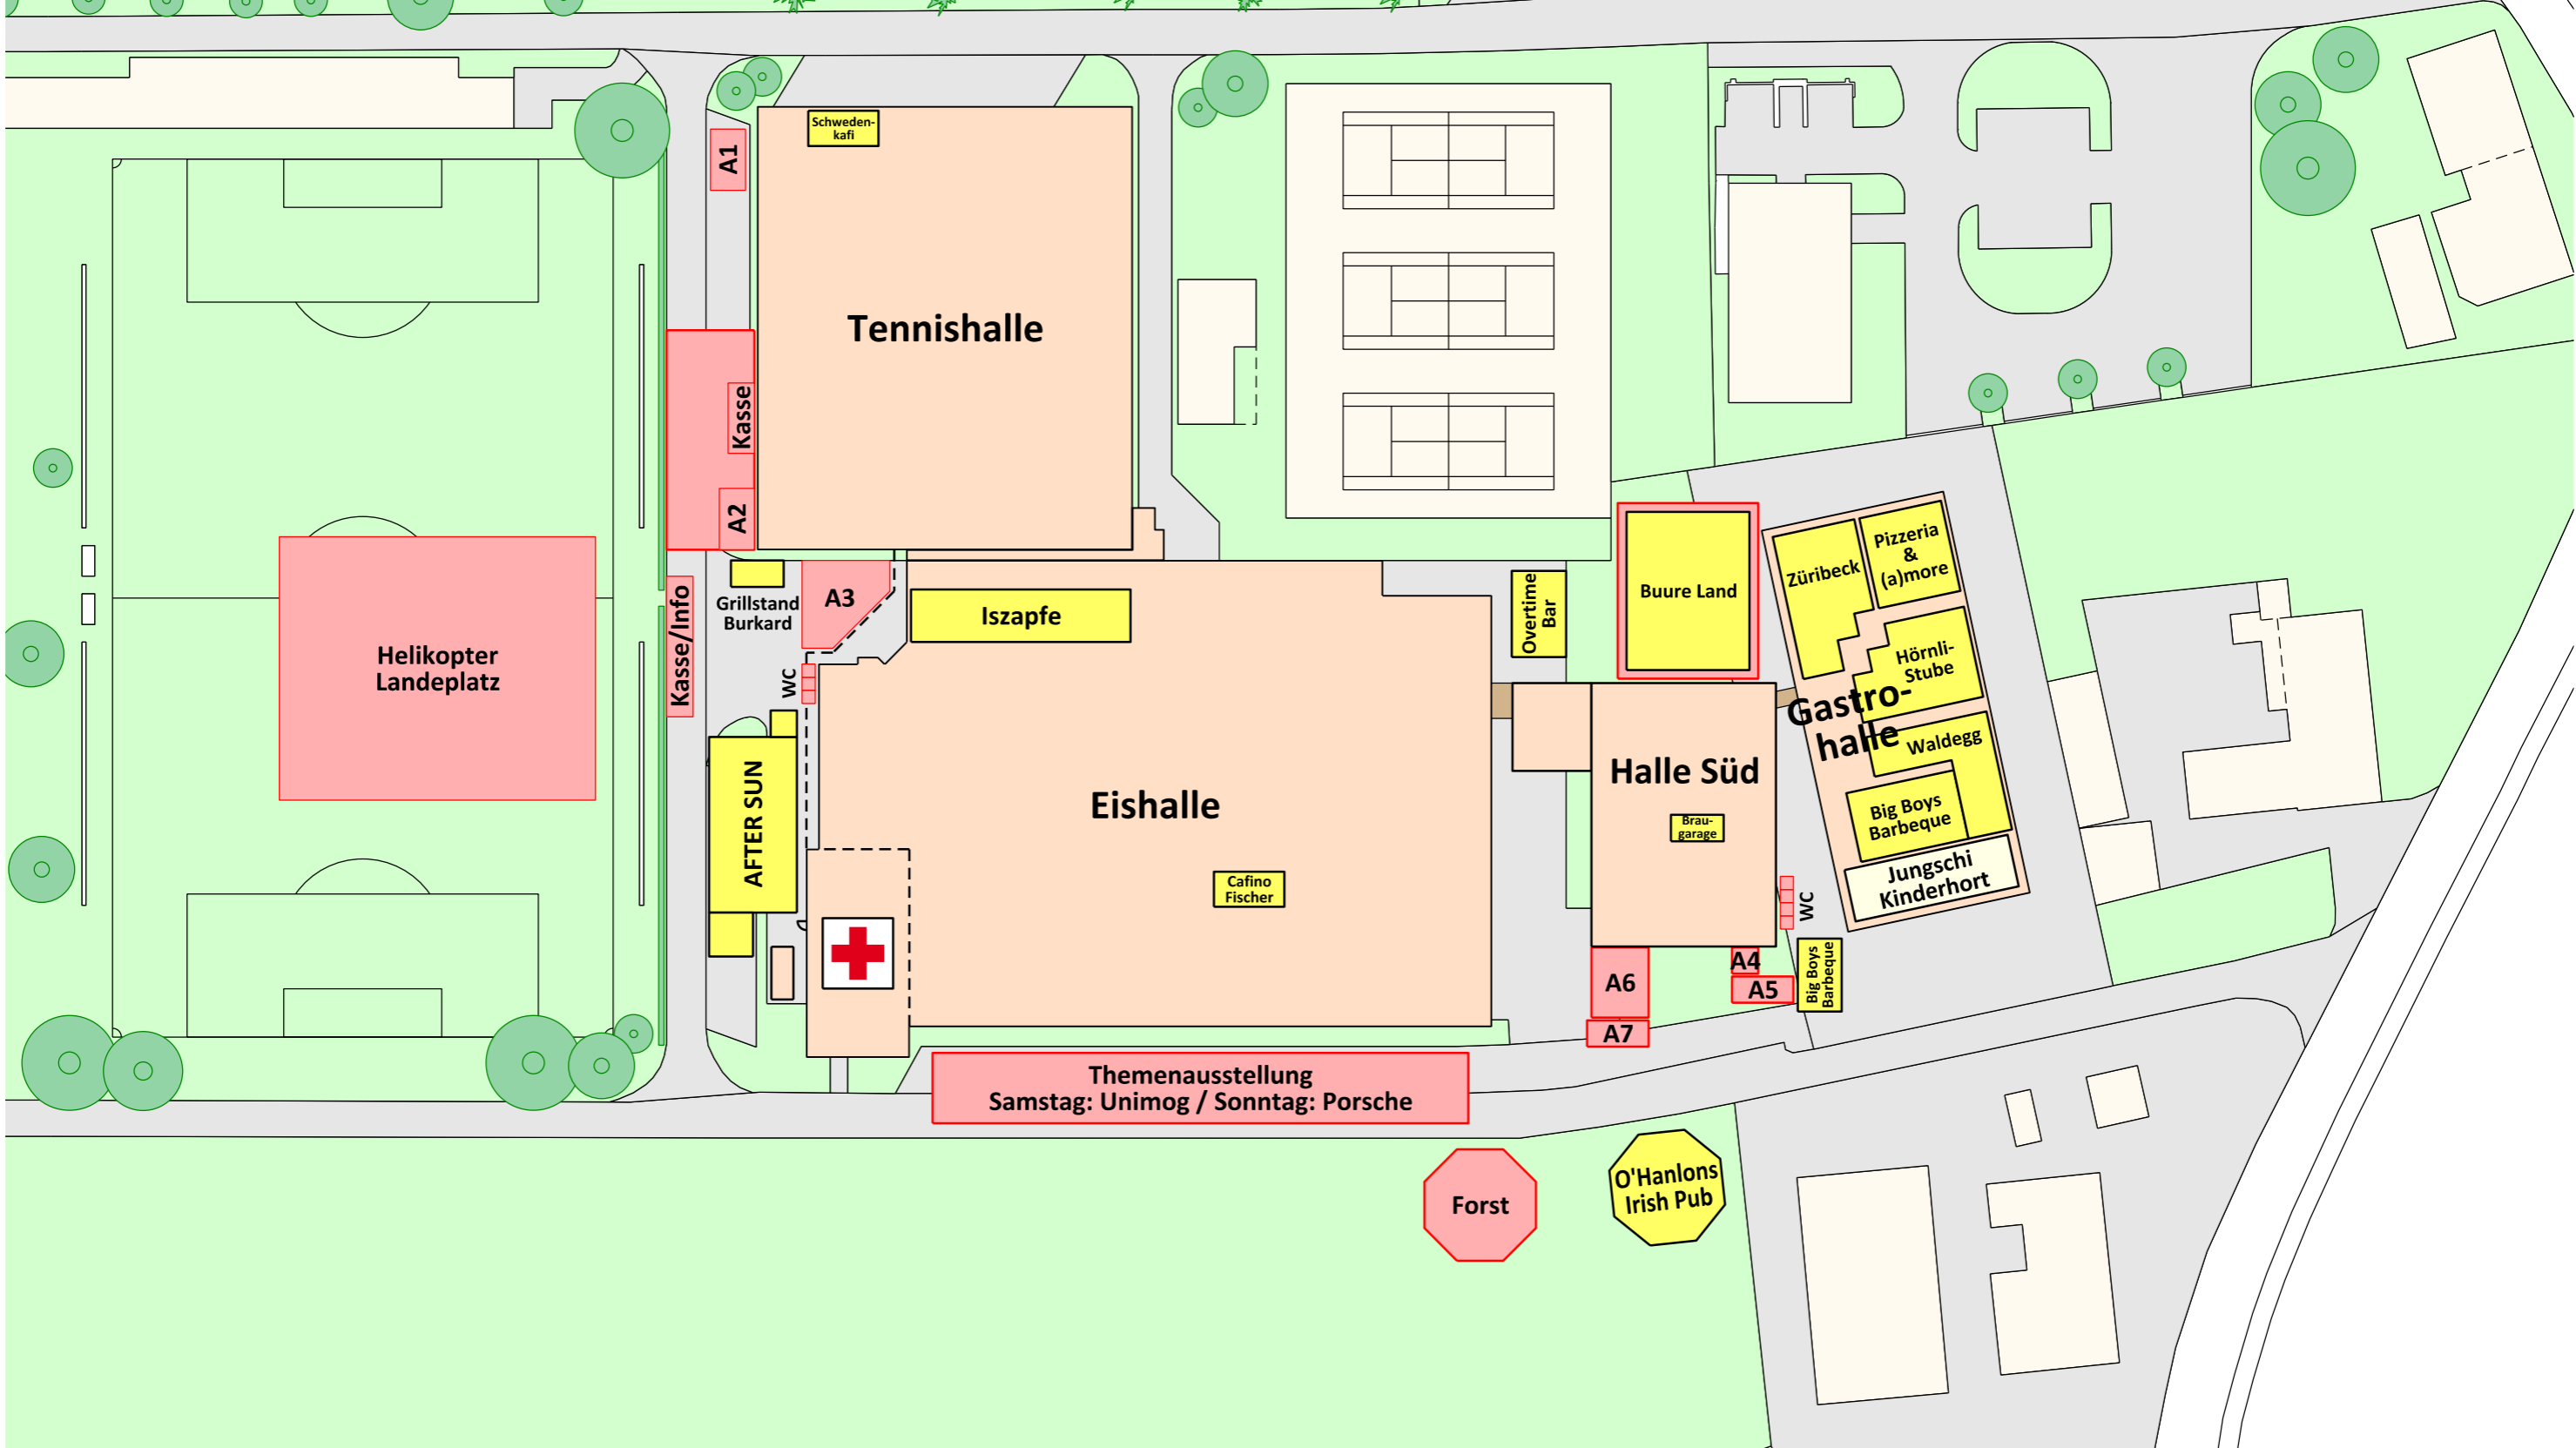 Schweden-
kafi
A1
Tennishalle
Kasse
A2
Kasse/Info
Grillstand
Burkard
A3
Iszapfe
WC
Helikopter
Landeplatz
AFTER SUN
Eishalle
Cafino
Fischer
Overtime
Bar
Buure Land
Züribeck
Pizzeria
&
(a)more
Hörnli-
Stube
Gastro-
halle
Waldegg
Big Boys
Barbeque
Jungschi
Kinderhort
Halle Süd
Brau-
garage
WC
Big Boys
Barbeque
A4
A5
A6
A7
Themenausstellung
Samstag: Unimog / Sonntag: Porsche
Forst
O'Hanlons
Irish Pub